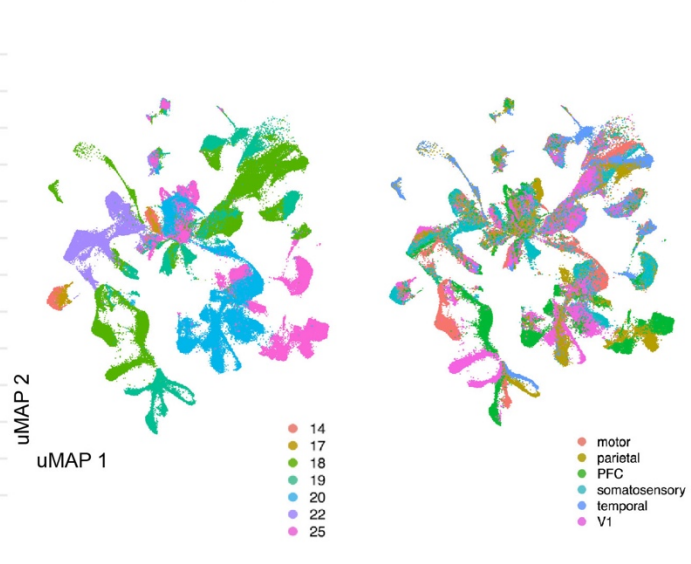 uMAP 2
uMAP 1
14
17
18
19
20
22
25
motor
parietal
PFC
somatosensory
temporal
V1